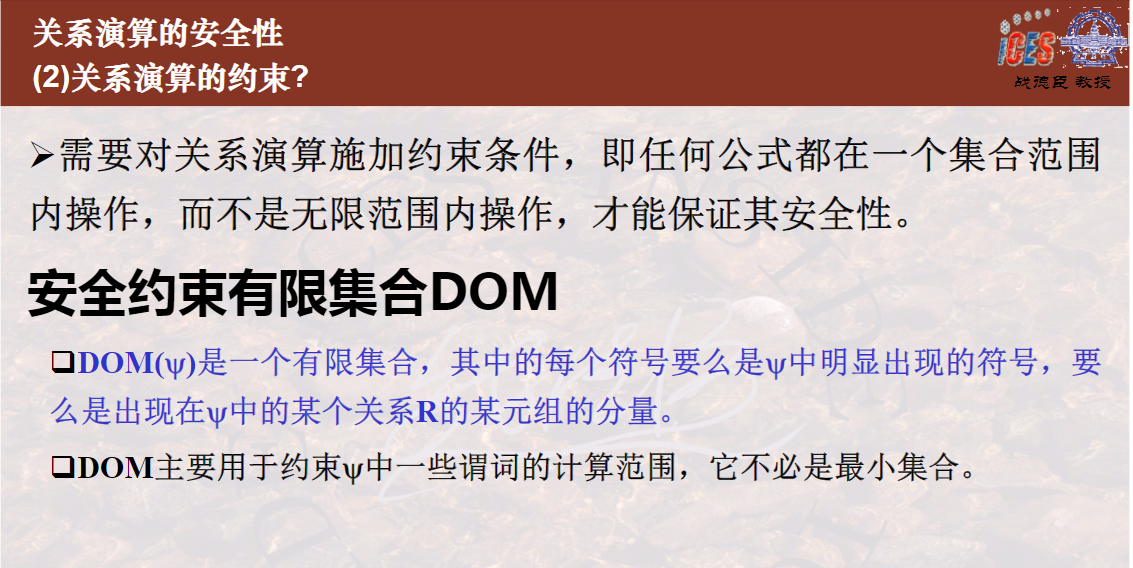 关系演算的安全性
(2)关系演算的约束?
iCES
战德臣 教授
➢需要对关系演算施加约束条件，即任何公式都在一个集合范围
内操作，而不是无限范围内操作，才能保证其安全性。
安全约束有限集合DOM
❑DOM(ψ)是一个有限集合，其中的每个符号要么是ψ中明显出现的符号，要
么是出现在ψ中的某个关系R的某元组的分量。
❑DOM主要用于约束ψ中一些谓词的计算范围，它不必是最小集合。